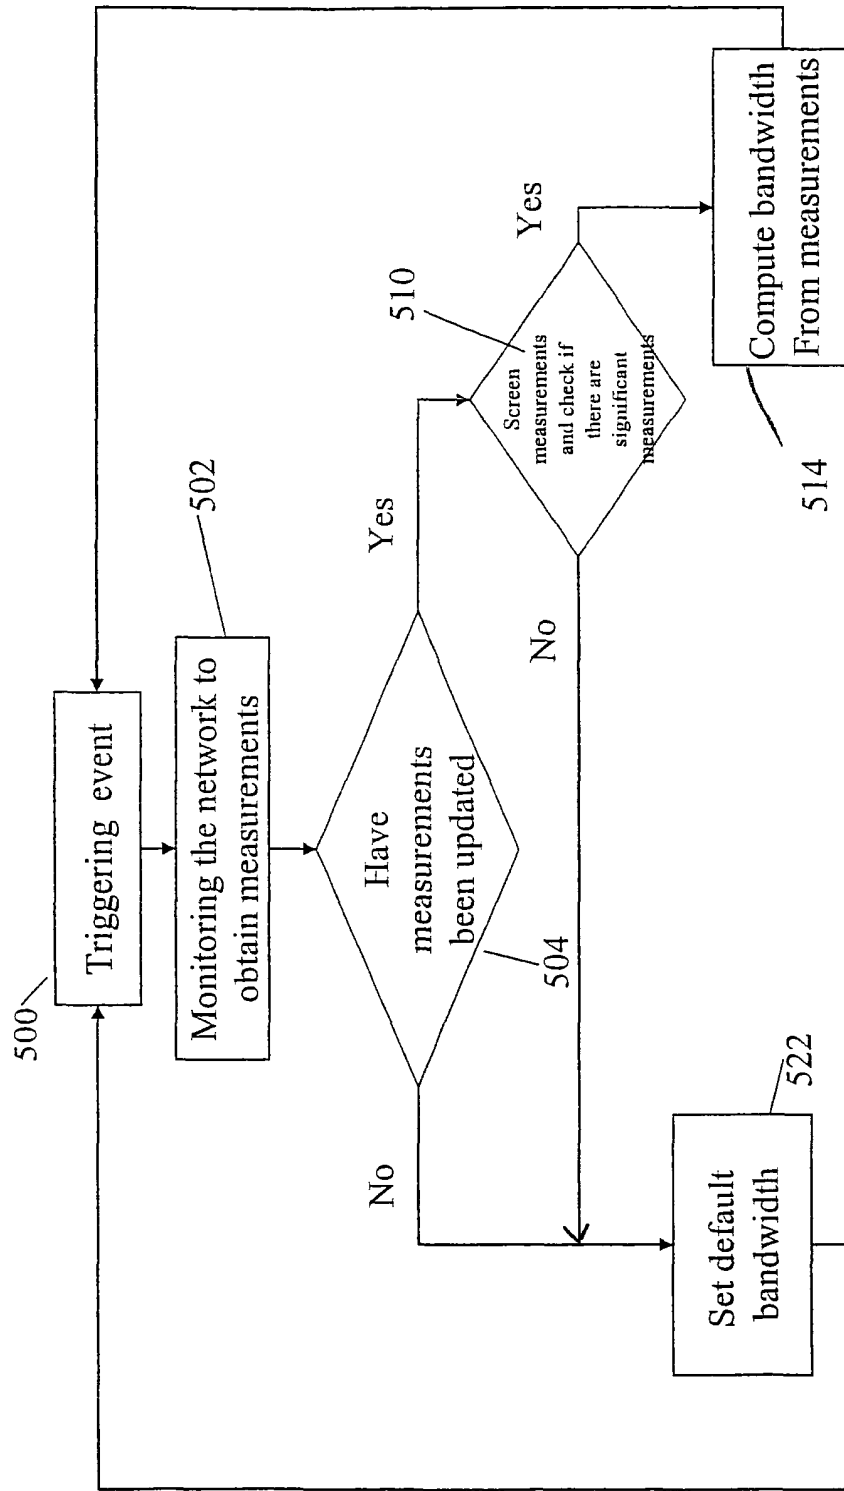 500
Triggering event
502
Monitoring the network to
obtain measurements
Have
measurements
been updated
504
No
Yes
510
Screen
measurements
and check if
there are
significant
measurements
No
Yes
522
Set default
bandwidth
514
Compute bandwidth
From measurements